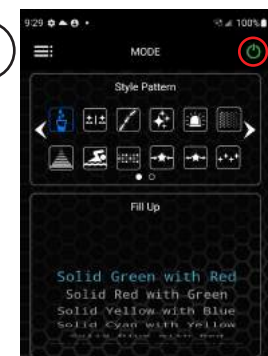 9:29 100%
MODE
Style Pattern
Fill Up
Solid Green with Red
Solid Red with Green
Solid Yellow with Blue
Solid Cyan with Yellow